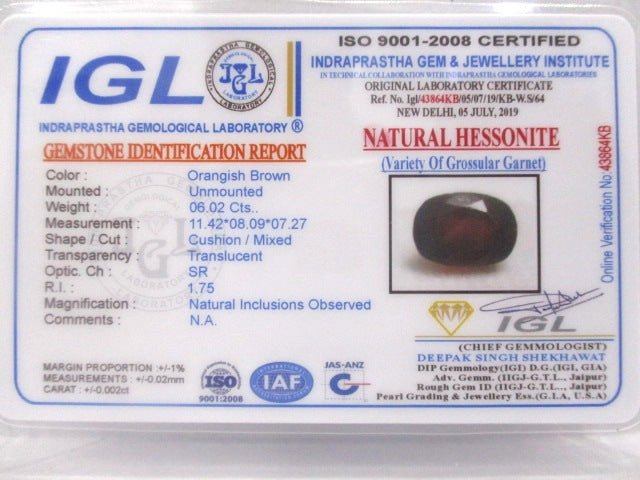 IGL
INDRAPRASTHA GEMOLOGICAL LABORATORY
IGL
LABORATORY
INDRAPRASTHA GEMOLOGICAL LABORATORY ®
GEMSTONE IDENTIFICATION REPORT
Color : Orangish Brown
Mounted : Unmounted
Weight : 06.02 Cts..
Measurement : 11.42*08.09*07.27
Shape / Cut : Cushion / Mixed
Transparency: Translucent
Optic. Ch : SR
R.I. : 1.75
Magnification : Natural Inclusions Observed
Comments : N.A.
MARGIN PROPORTION : +/-1%
MEASUREMENTS : +/-0.02mm
CARAT : +/-0.002ct
ISO
9001:2008
IAF
JAS-ANZ
ISO 9001-2008 CERTIFIED
INDRAPRASTHA GEM & JEWELLERY INSTITUTE
IN TECHNICAL COLLABORATION WITH INDRAPRASTHA GEMOLOGICAL LABORATORIES
ORIGINAL LABORATORY CERTIFICATE
Ref. No. Igl/43864KB/05/07/19/KB-W.S/64
NEW DELHI, 05 JULY, 2019
NATURAL HESSONITE
(Variety Of Grossular Garnet)
Online Verification No: 43864KB
IGL
(CHIEF GEMMOLOGIST)
DEEPAK SINGH SHEKHAWAT
DIP Gemmology(IGI) D.G.(IGI, GIA)
Adv. Gemm. (IIGJ-G.T.L., Jaipur)
Rough Gem ID (IIGJ-G.T.L., Jaipur)
Pearl Grading & Jewellery Ess.(G.I.A, U.S.A)